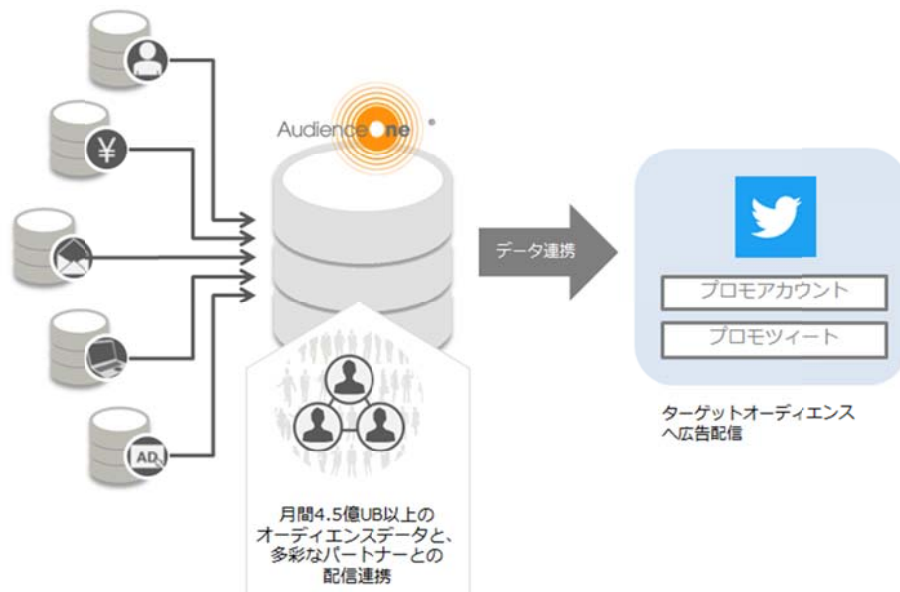 AudienceOne
¥
データ連携
プロモアカウント
プロモツィート
AD
ターゲットオーディエンス
へ広告配信
月間4.5億UB以上の
オーディエンスデータと、
多彩なパートナーとの
配信連携